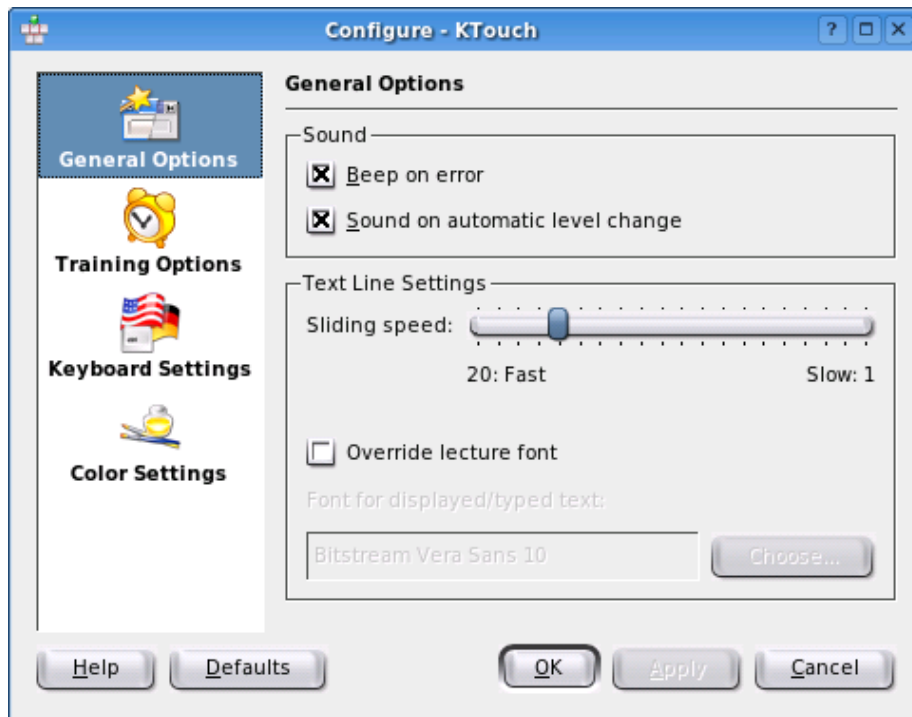 Configure - KTouch
General Options
Training Options
Keyboard Settings
Color Settings
General Options
Sound
Beep on error
Sound on automatic level change
Text Line Settings
Sliding speed:
20: Fast Slow: 1
Override lecture font
Font for displayed/typed text:
Bitstream Vera Sans 10 Choose...
Help Defaults OK Apply Cancel